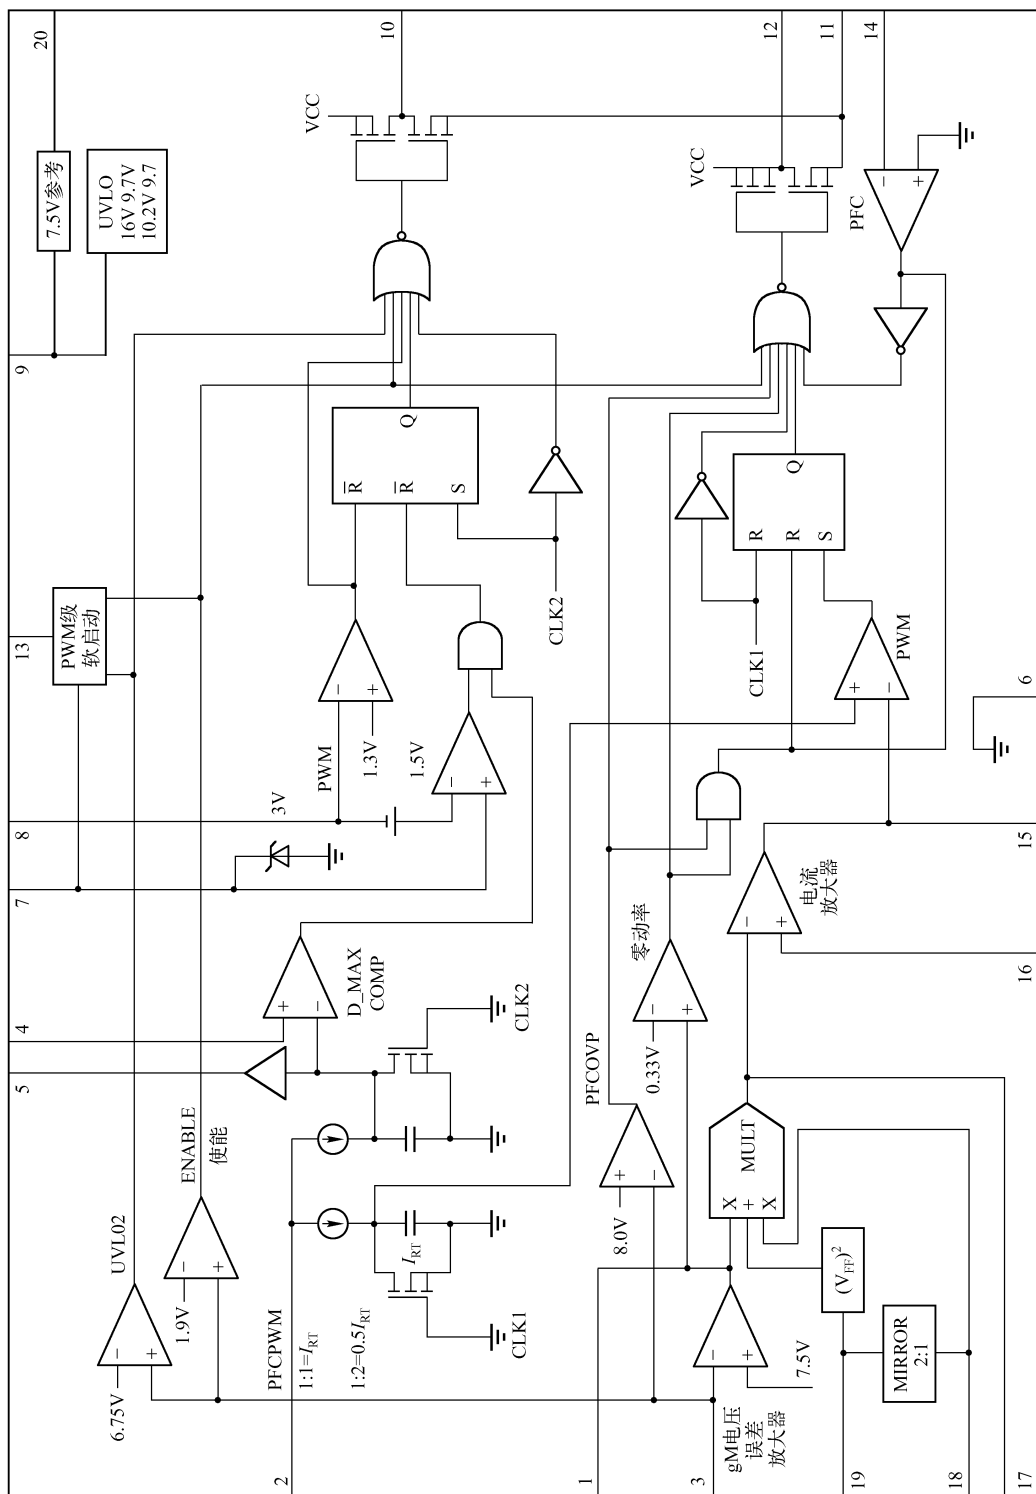 20
10
12
11
14
VCC
7.5V参考
UVLO
16V 9.7V
10.2V 9.7
VCC
PFC
9
Q
R
R
S
Q
R
R
S
13
PWM级
软启动
CLK2
CLK1
PWM
6
PWM
1.3V
1.5V
8
3V
15
7
电流
放大器
16
零动率
D_MAX
COMP
4
CLK2
0.33V
PFCOVP
5
ENABLE
使能
MULT
X
+
X
UVL02
8.0V
I_RT
(V_FF)²
1.9V
CLK1
PFCPWM
1:1=I_RT
1:2=0.5I_RT
MIRROR
2:1
7.5V
6.75V
gM电压
误差
放大器
2
1
3
19
18
17